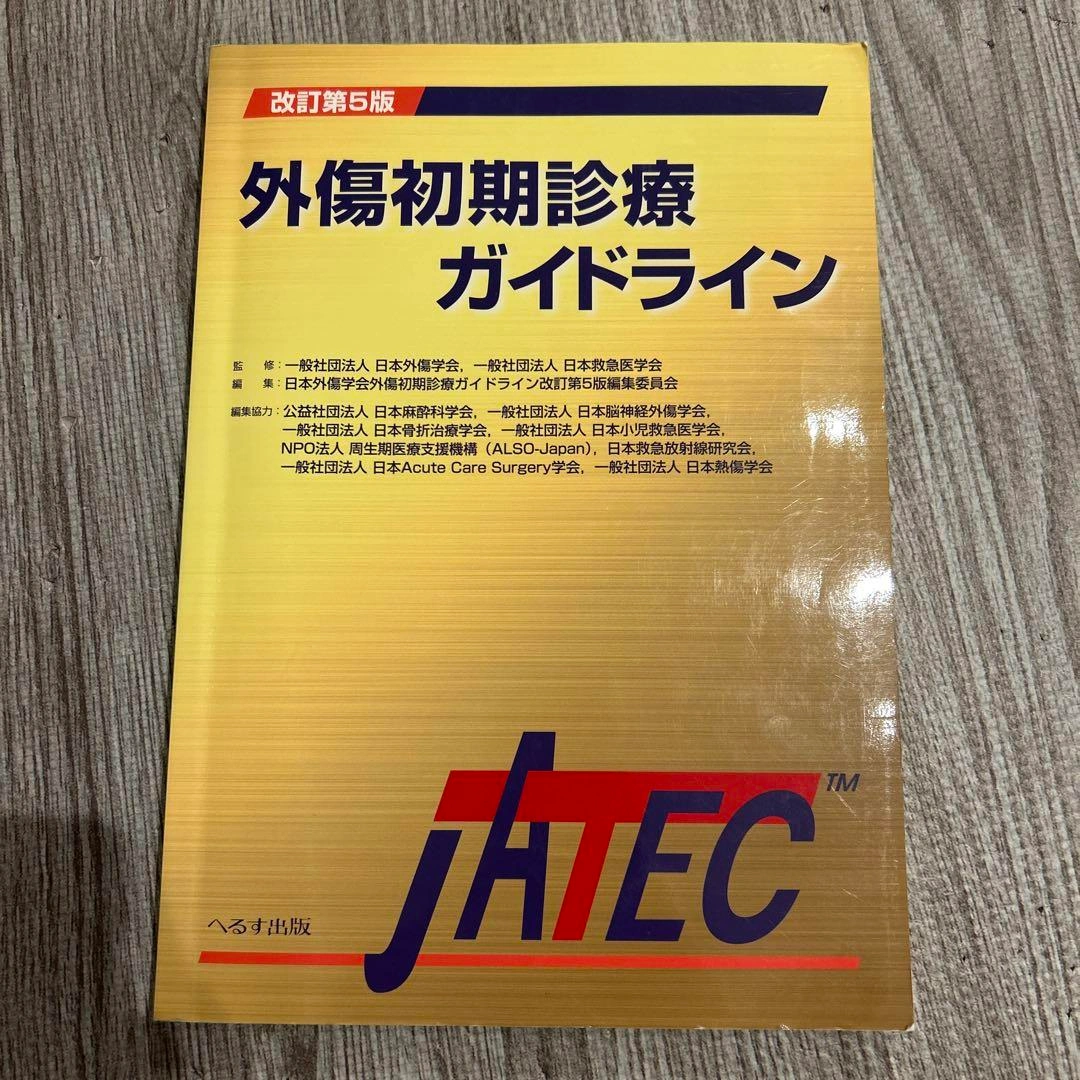 改訂第5版
外傷初期診療
ガイドライン
監　修：一般社団法人 日本外傷学会，一般社団法人 日本救急医学会
編　集：日本外傷学会外傷初期診療ガイドライン改訂第5版編集委員会
編集協力：公益社団法人 日本麻酔科学会，一般社団法人 日本脳神経外傷学会，
一般社団法人 日本骨折治療学会，一般社団法人 日本小児救急医学会，
NPO法人 周生期医療支援機構（ALSO-Japan），日本救急放射線研究会，
一般社団法人 日本Acute Care Surgery学会，一般社団法人 日本熱傷学会
JATEC™
へるす出版